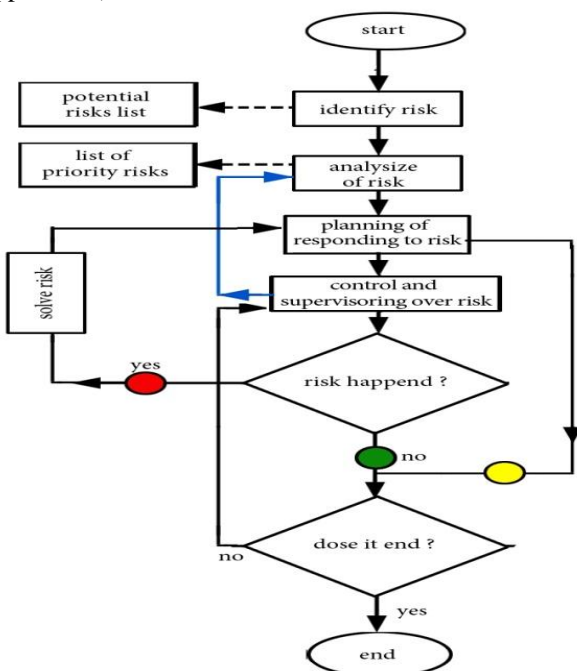 start
potential
risks list
identify risk
list of
priority risks
analysize
of risk
planning of
responding to risk
solve risk
control and
supervisoring over risk
yes
risk happend ?
no
dose it end ?
no
yes
end